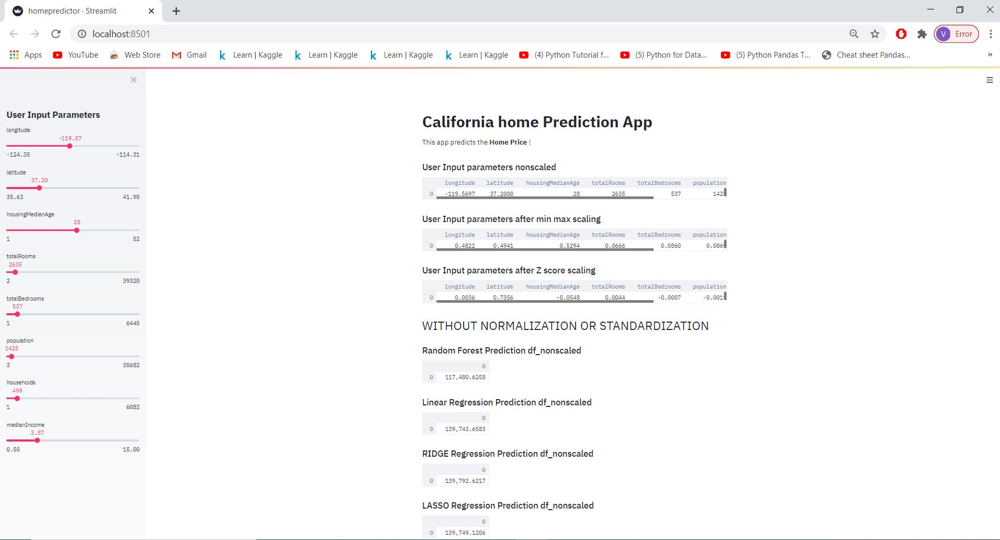 homepredictor · Streamlit
localhost:8501
V Error
Apps YouTube Web Store Gmail Learn | Kaggle Learn | Kaggle Learn | Kaggle Learn | Kaggle (4) Python Tutorial f... (5) Python for Data... (5) Python Pandas T... Cheat sheet Pandas... »
User Input Parameters
longitude
-119.57
-124.35 -114.31
latitude
37.20
35.63 41.95
housingMedianAge
28
1 52
totalRooms
2635
2 39320
totalBedrooms
537
1 6445
population
1425
3 35682
households
499
1 6082
medianIncome
3.87
0.50 15.00
California home Prediction App
This app predicts the Home Price !
User Input parameters nonscaled
longitude latitude housingMedianAge totalRooms totalBedrooms population
0 -119.5697 37.2000 28 2635 537 142
User Input parameters after min max scaling
longitude latitude housingMedianAge totalRooms totalBedrooms population
0 0.4822 0.4941 0.5294 0.0666 0.0860 0.086
User Input parameters after Z score scaling
longitude latitude housingMedianAge totalRooms totalBedrooms population
0 0.0036 0.7356 -0.0548 0.0044 -0.0007 -0.001
WITHOUT NORMALIZATION OR STANDARDIZATION
Random Forest Prediction df_nonscaled
0
0 117,480.6258
Linear Regression Prediction df_nonscaled
0
0 139,743.6583
RIDGE Regression Prediction df_nonscaled
0
0 139,792.6217
LASSO Regression Prediction df_nonscaled
0
0 139,749.1206